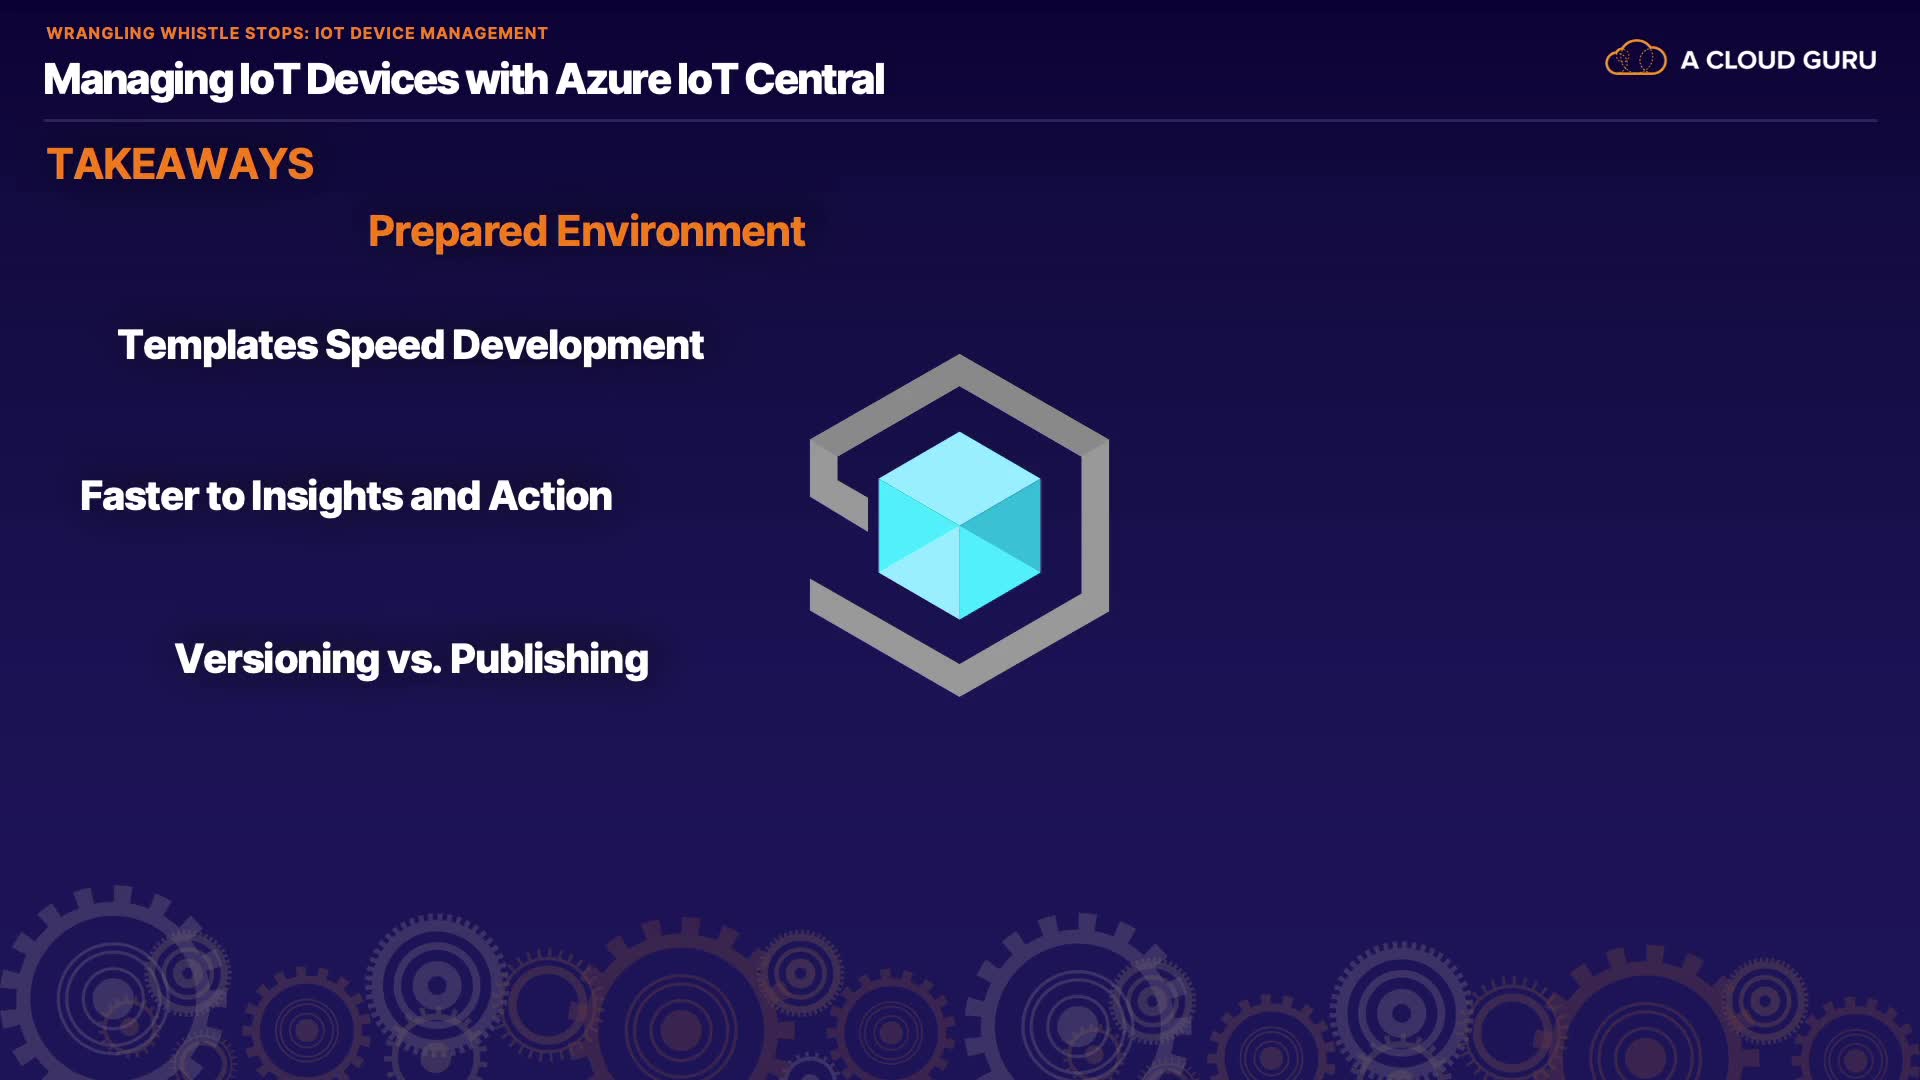 WRANGLING WHISTLE STOPS: IOT DEVICE MANAGEMENT
Managing IoT Devices with Azure IoT Central
A CLOUD GURU
TAKEAWAYS
Prepared Environment
Templates Speed Development
Faster to Insights and Action
Versioning vs. Publishing